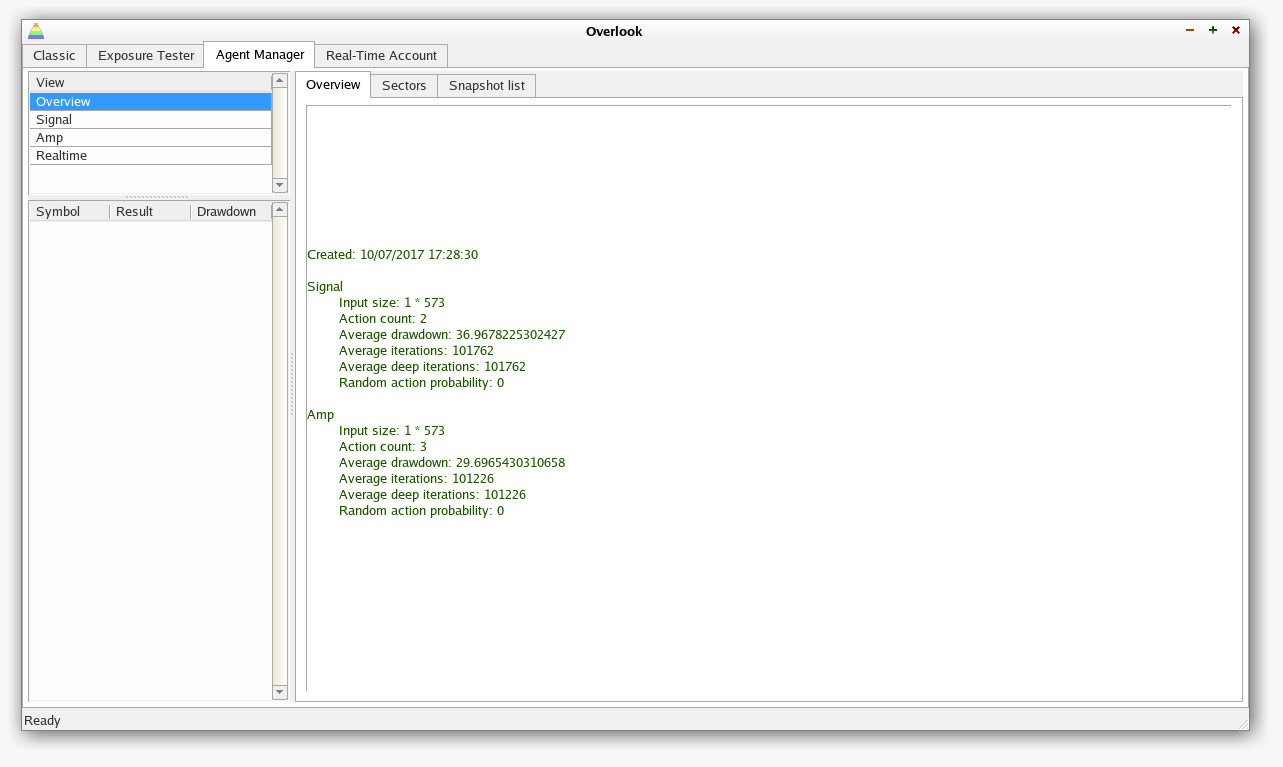 Overlook
Classic Exposure Tester Agent Manager Real-Time Account
View
Overview
Signal
Amp
Realtime
Symbol Result Drawdown
Overview Sectors Snapshot list
Created: 10/07/2017 17:28:30
Signal
Input size: 1 * 573
Action count: 2
Average drawdown: 36.9678225302427
Average iterations: 101762
Average deep iterations: 101762
Random action probability: 0
Amp
Input size: 1 * 573
Action count: 3
Average drawdown: 29.6965430310658
Average iterations: 101226
Average deep iterations: 101226
Random action probability: 0
Ready